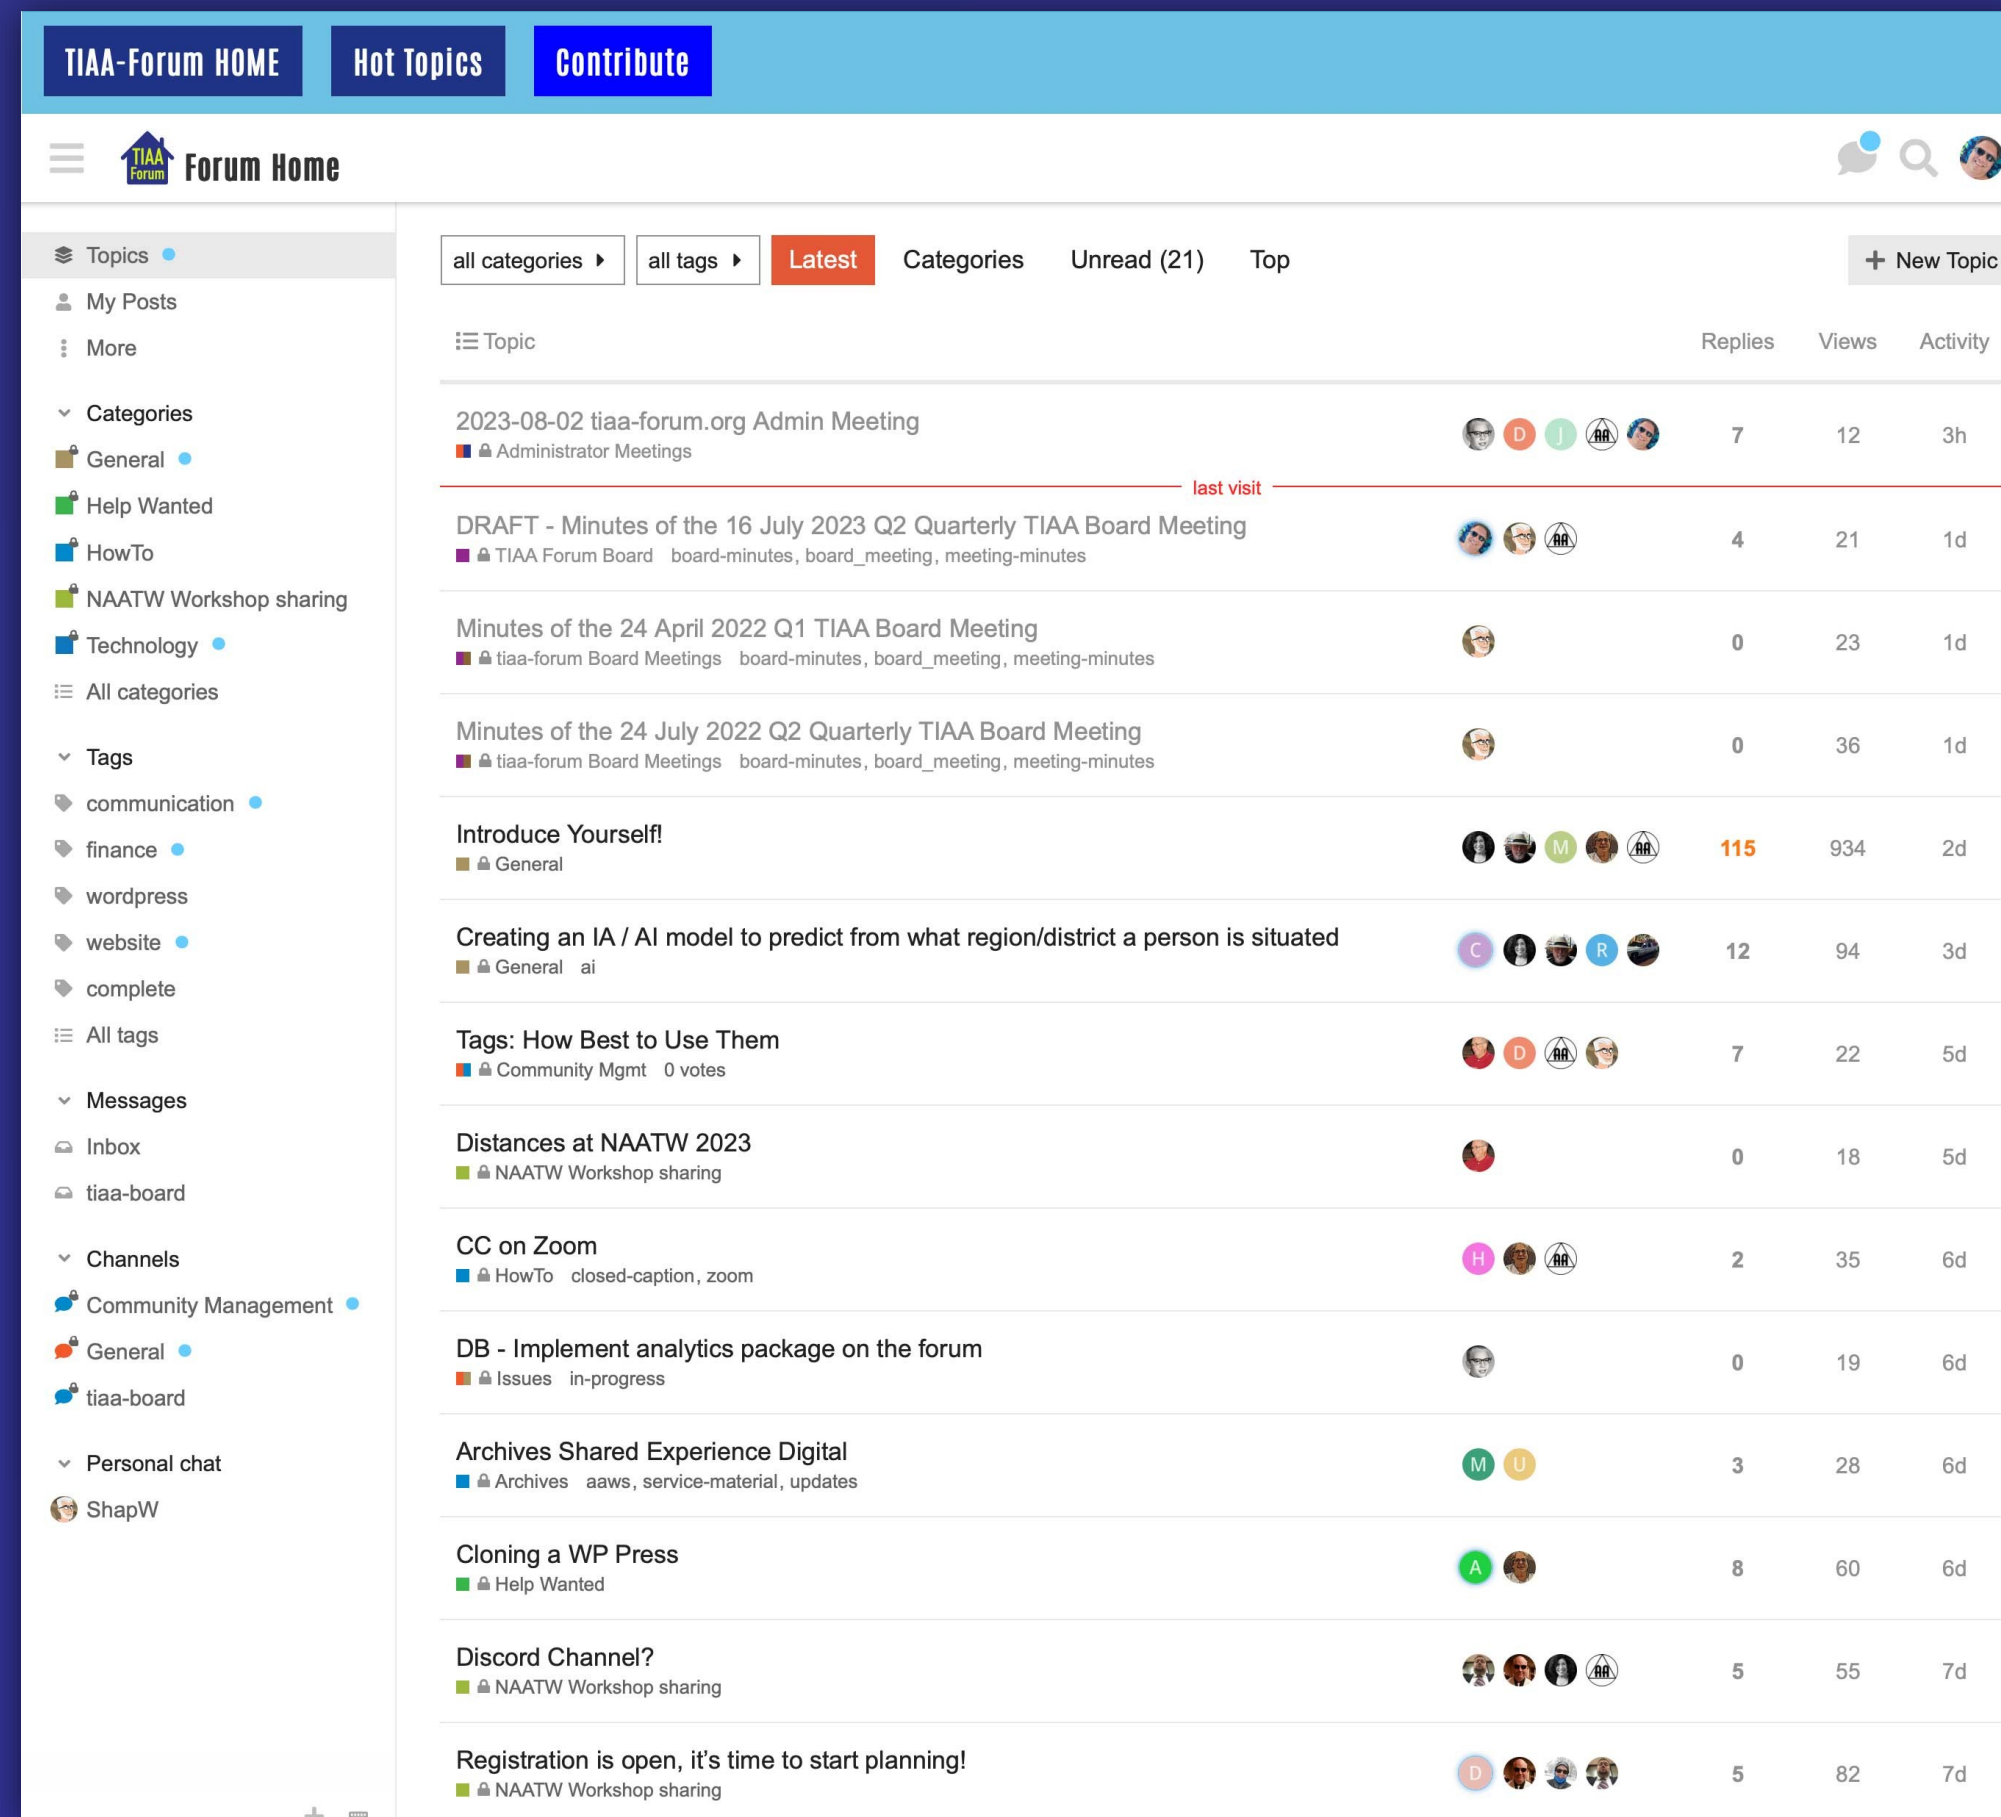 TIAA-Forum HOME
Hot Topics
Contribute
TIAA
Forum
Forum Home
Topics
My Posts
More
Categories
General
Help Wanted
HowTo
NAATW Workshop sharing
Technology
All categories
Tags
communication
finance
wordpress
website
complete
All tags
Messages
Inbox
tiaa-board
Channels
Community Management
General
tiaa-board
Personal chat
ShapW
all categories
all tags
Latest
Categories
Unread (21)
Top
+ New Topic
Topic Replies Views Activity
2023-08-02 tiaa-forum.org Admin Meeting
D J AA 7 12 3h
Administrator Meetings
last visit
DRAFT - Minutes of the 16 July 2023 Q2 Quarterly TIAA Board Meeting
AA 4 21 1d
TIAA Forum Board board-minutes, board_meeting, meeting-minutes
Minutes of the 24 April 2022 Q1 TIAA Board Meeting
0 23 1d
tiaa-forum Board Meetings board-minutes, board_meeting, meeting-minutes
Minutes of the 24 July 2022 Q2 Quarterly TIAA Board Meeting
0 36 1d
tiaa-forum Board Meetings board-minutes, board_meeting, meeting-minutes
Introduce Yourself!
M AA 115 934 2d
General
Creating an IA / AI model to predict from what region/district a person is situated
C R 12 94 3d
General ai
Tags: How Best to Use Them
D AA 7 22 5d
Community Mgmt 0 votes
Distances at NAATW 2023
0 18 5d
NAATW Workshop sharing
CC on Zoom
H AA 2 35 6d
HowTo closed-caption, zoom
DB - Implement analytics package on the forum
0 19 6d
Issues in-progress
Archives Shared Experience Digital
M U 3 28 6d
Archives aaws, service-material, updates
Cloning a WP Press
A 8 60 6d
Help Wanted
Discord Channel?
AA 5 55 7d
NAATW Workshop sharing
Registration is open, it's time to start planning!
D 5 82 7d
NAATW Workshop sharing